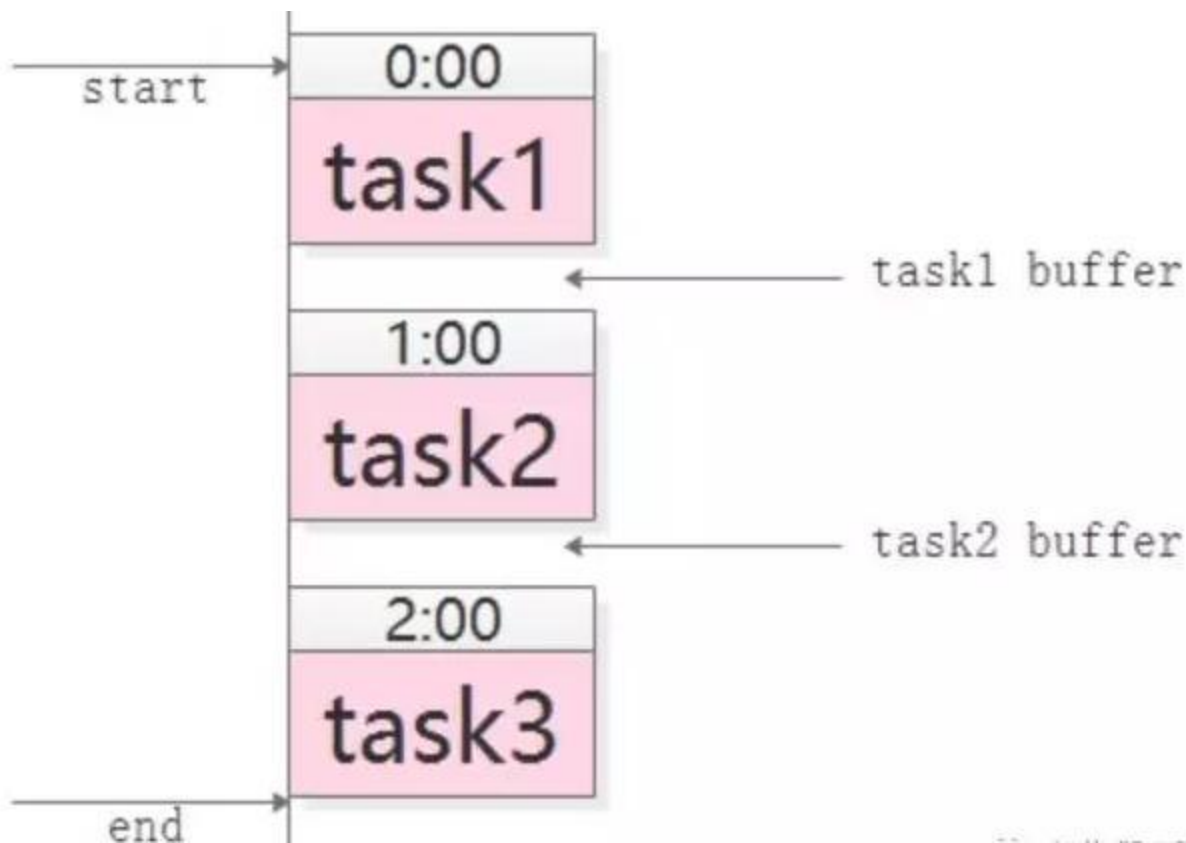 0:00
start
task1
task1 buffer
1:00
task2
task2 buffer
2:00
task3
end